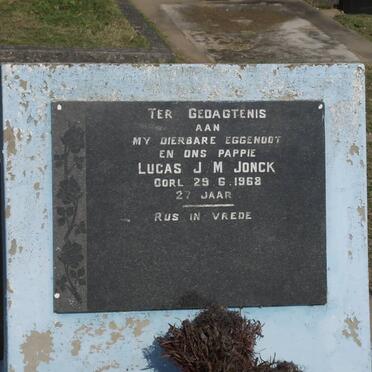 TER GEDAGTENIS
AAN
MY DIERBARE EGGENOOT
EN ONS PAPPIE
LUCAS J M JONCK
OORL 29 6 1968
27 JAAR
RUS IN VREDE